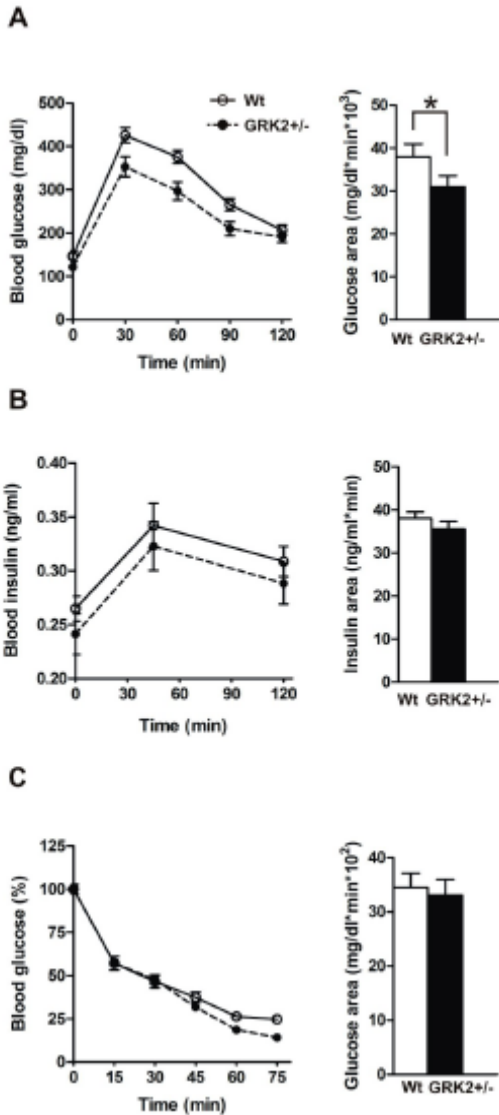 A
Blood glucose (mg/dl)
500
400
300
200
100
0
0 30 60 90 120
Time (min)
Wt
GRK2+/-
Glucose area (mg/dl*min*10³)
50
40
30
20
10
0
*
Wt GRK2+/-
B
Blood insulin (ng/ml)
0.40
0.35
0.30
0.25
0.20
0 30 60 90 120
Time (min)
Insulin area (ng/ml*min)
50
40
30
20
10
0
Wt GRK2+/-
C
Blood glucose (%)
125
100
75
50
25
0
0 15 30 45 60 75
Time (min)
Glucose area (mg/dl*min*10²)
40
30
20
10
0
Wt GRK2+/-